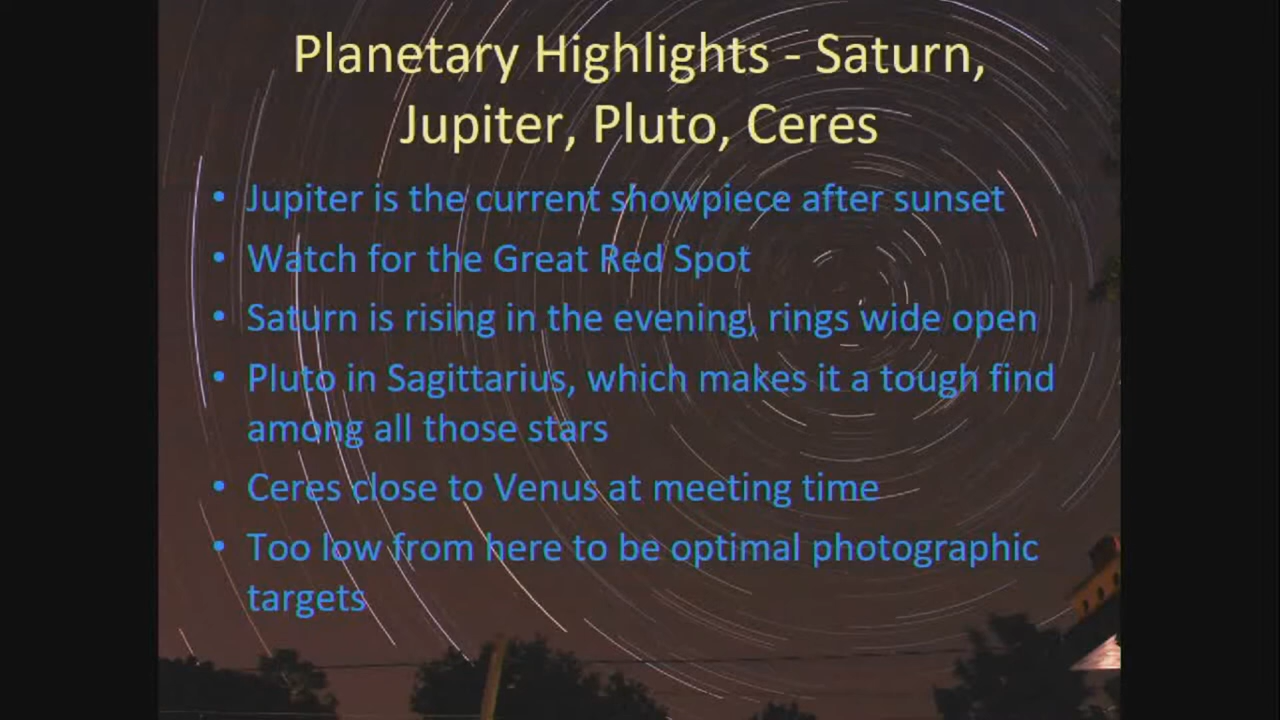 Planetary Highlights - Saturn,
Jupiter, Pluto, Ceres
• Jupiter is the current showpiece after sunset
• Watch for the Great Red Spot
• Saturn is rising in the evening, rings wide open
• Pluto in Sagittarius, which makes it a tough find
among all those stars
• Ceres close to Venus at meeting time
• Too low from here to be optimal photographic
targets